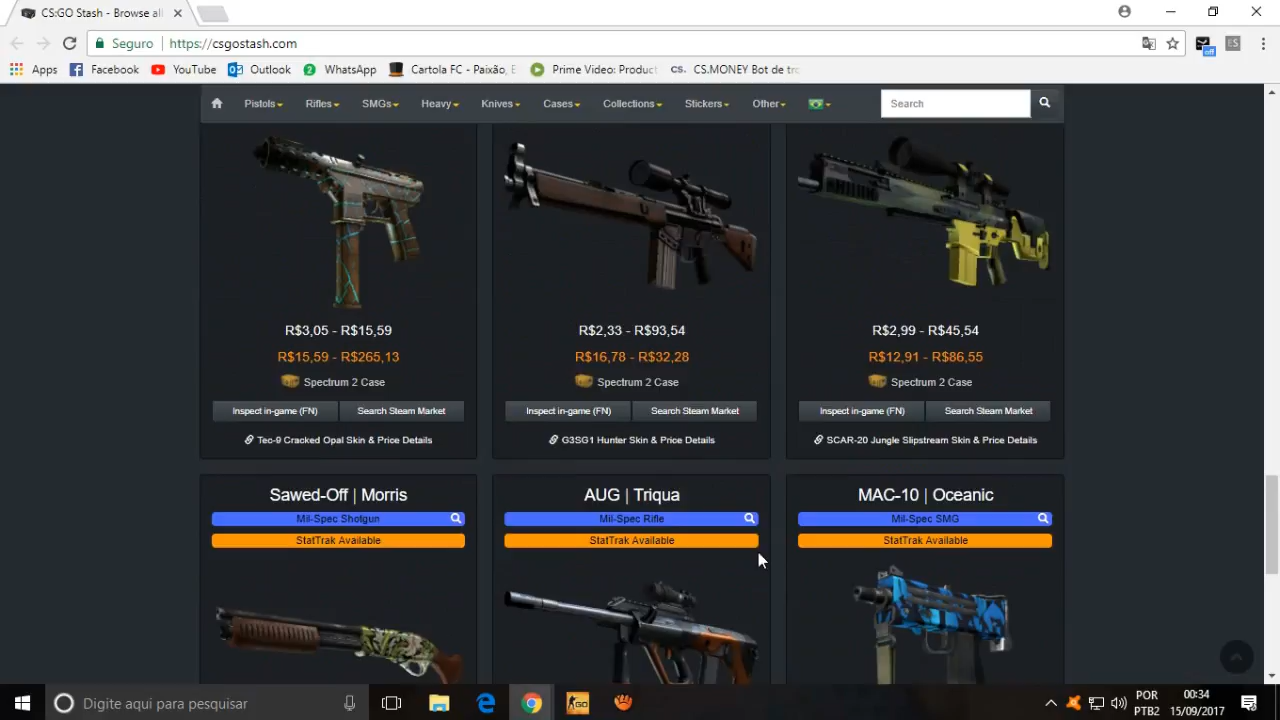 CS:GO Stash - Browse all
Seguro
https://csgostash.com
Apps
Facebook
YouTube
Outlook
WhatsApp
Cartola FC - Paixão, E
Prime Video: Product
CS.MONEY Bot de tro
Pistols
Rifles
SMGs
Heavy
Knives
Cases
Collections
Stickers
Other
Search
R$3,05 - R$15,59
R$2,33 - R$93,54
R$2,99 - R$45,54
R$15,59 - R$265,13
R$16,78 - R$32,28
R$12,91 - R$86,55
Spectrum 2 Case
Spectrum 2 Case
Spectrum 2 Case
Inspect in-game (FN)
Search Steam Market
Inspect in-game (FN)
Search Steam Market
Inspect in-game (FN)
Search Steam Market
Tec-9 Cracked Opal Skin & Price Details
G3SG1 Hunter Skin & Price Details
SCAR-20 Jungle Slipstream Skin & Price Details
Sawed-Off | Morris
AUG | Triqua
MAC-10 | Oceanic
Mil-Spec Shotgun
Mil-Spec Rifle
Mil-Spec SMG
StatTrak Available
StatTrak Available
StatTrak Available
Digite aqui para pesquisar
POR
PTB2
00:34
15/09/2017